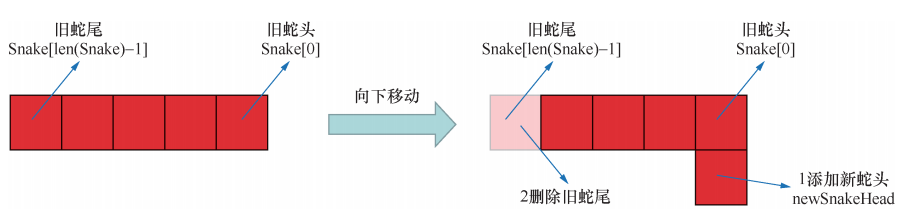 旧蛇尾
Snake[len(Snake)−1]
旧蛇头
Snake[0]
向下移动
旧蛇尾
Snake[len(Snake)−1]
旧蛇头
Snake[0]
2删除旧蛇尾
1添加新蛇头
newSnakeHead